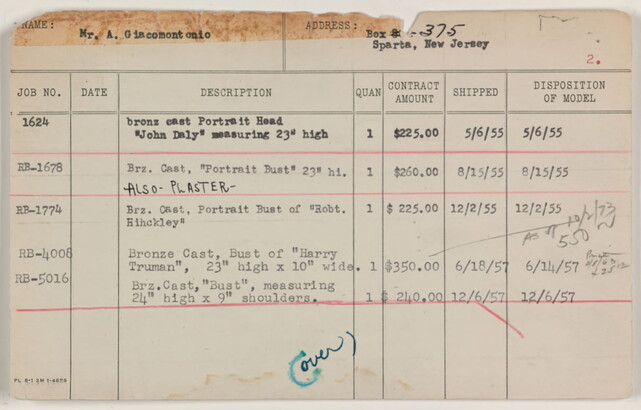 NAME: Mr. A. Giacomontonio
ADDRESS: Box 375
Sparta, New Jersey
2.
JOB NO. DATE DESCRIPTION QUAN CONTRACT AMOUNT SHIPPED DISPOSITION OF MODEL
1624 bronz cast Portrait Head
"John Daly" measuring 23" high 1 $225.00 5/6/55 5/6/55
RB-1678 Brz. Cast, "Portrait Bust" 23" hi. 1 $260.00 8/15/55 8/15/55
ALSO- PLASTER-
RB-1774 Brz. Cast, Portrait Bust of "Robt. 1 $ 225.00 12/2/55 12/2/55
Hihckley"
AS OF 10/2/73
550
RB-4008 Bronze Cast, Bust of "Harry
Truman", 23" high x 10" wide. 1 $350.00 6/18/57 6/14/57
RB-5016 Brz.Cast,"Bust", measuring
24" high x 9" shoulders. 1 $ 240.00 12/6/57 12/6/57
(over)